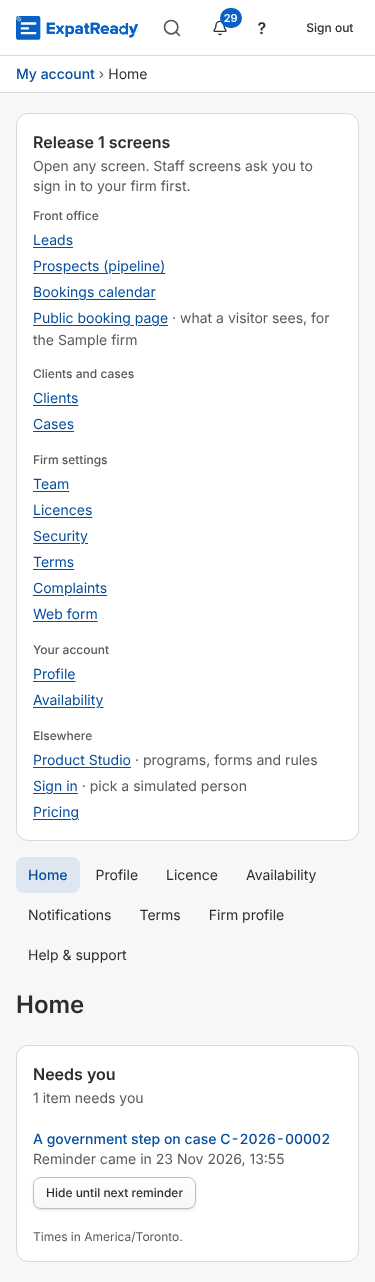 ExpatReady
29
?
Sign out
My account › Home
Release 1 screens
Open any screen. Staff screens ask you to
sign in to your firm first.
Front office
Leads
Prospects (pipeline)
Bookings calendar
Public booking page · what a visitor sees, for
the Sample firm
Clients and cases
Clients
Cases
Firm settings
Team
Licences
Security
Terms
Complaints
Web form
Your account
Profile
Availability
Elsewhere
Product Studio · programs, forms and rules
Sign in · pick a simulated person
Pricing
Home Profile Licence Availability
Notifications Terms Firm profile
Help & support
Home
Needs you
1 item needs you
A government step on case C-2026-00002
Reminder came in 23 Nov 2026, 13:55
Hide until next reminder
Times in America/Toronto.